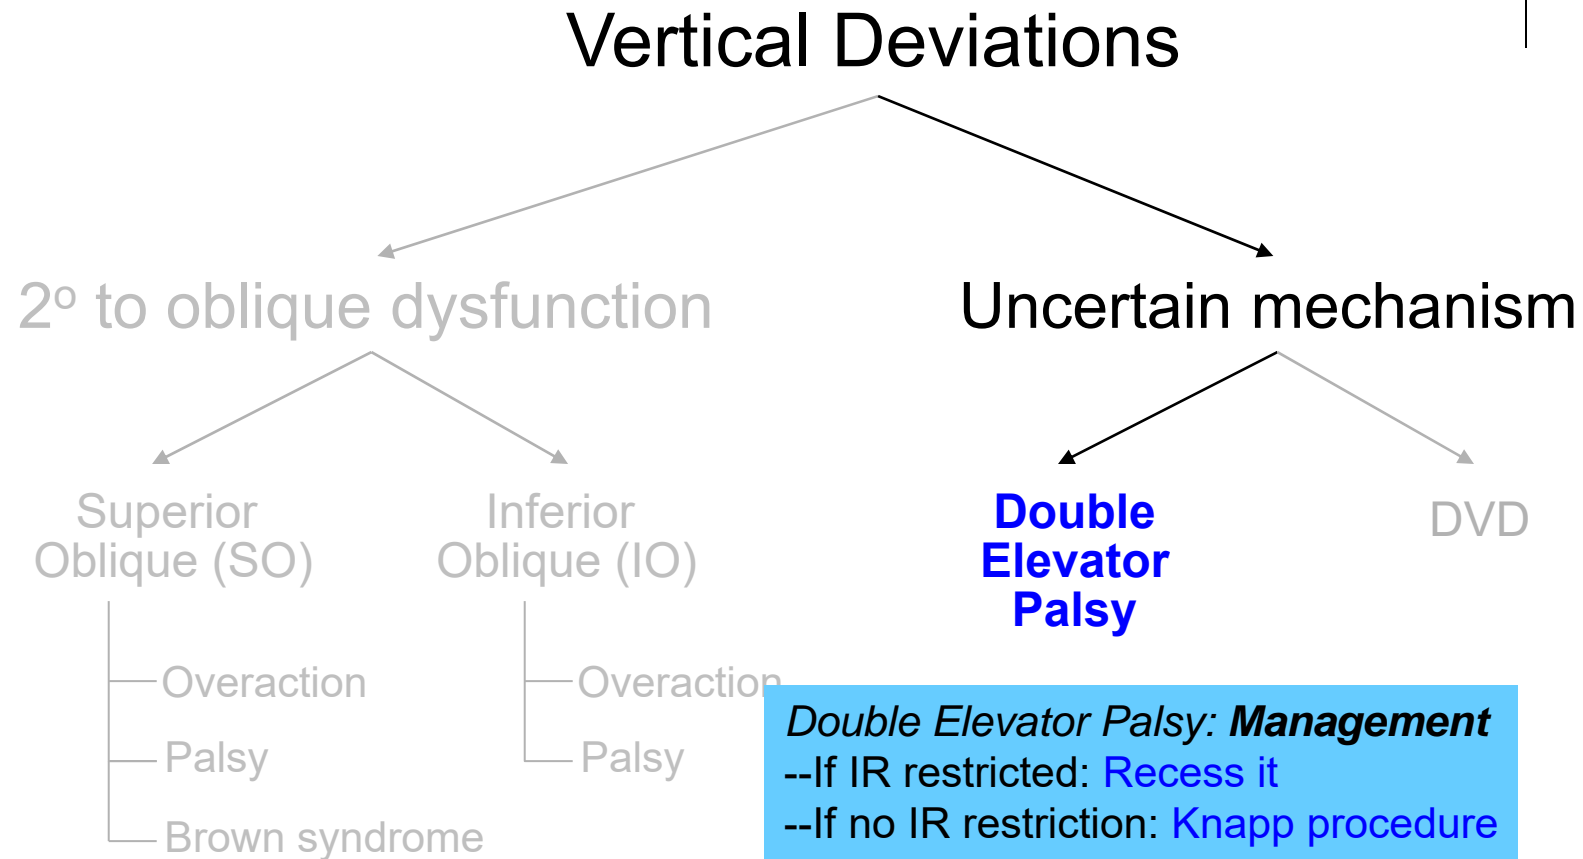 Vertical Deviations
2º to oblique dysfunction
Uncertain mechanism
Superior
Oblique (SO)
Inferior
Oblique (IO)
Double
Elevator
Palsy
DVD
Overaction
Palsy
Brown syndrome
Overaction
Palsy
Double Elevator Palsy: Management
--If IR restricted: Recess it
--If no IR restriction: Knapp procedure